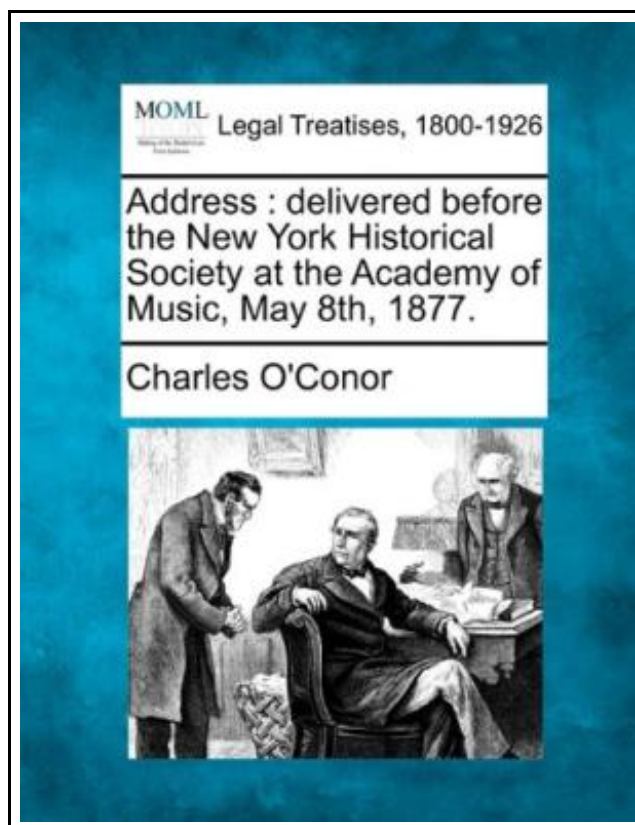 MOML
Legal Treatises, 1800-1926
Address : delivered before
the New York Historical
Society at the Academy of
Music, May 8th, 1877.
Charles O'Conor